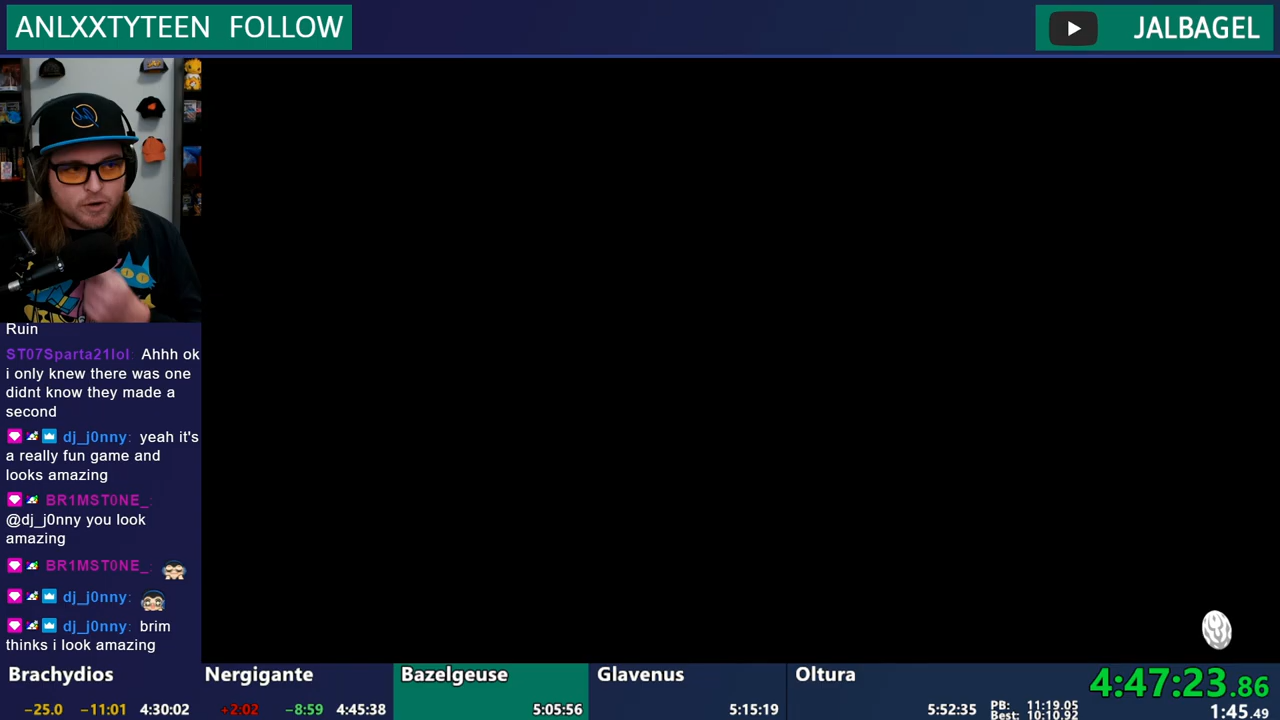 ANLXXTYTEEN FOLLOW
JALBAGEL
Ruin
ST07Sparta21lol: Ahhh ok
i only knew there was one
didnt know they made a
second
dj_j0nny: yeah it's
a really fun game and
looks amazing
BR1MST0NE_:
@dj_j0nny you look
amazing
BR1MST0NE_:
dj_j0nny:
dj_j0nny: brim
thinks i look amazing
Brachydios
−25.0 −11:01 4:30:02
Nergigante
+2:02 −8:59 4:45:38
Bazelgeuse
5:05:56
Glavenus
5:15:19
Oltura
5:52:35
4:47:23.86
PB: 11:19.05
Best: 10:10.92
1:45.49